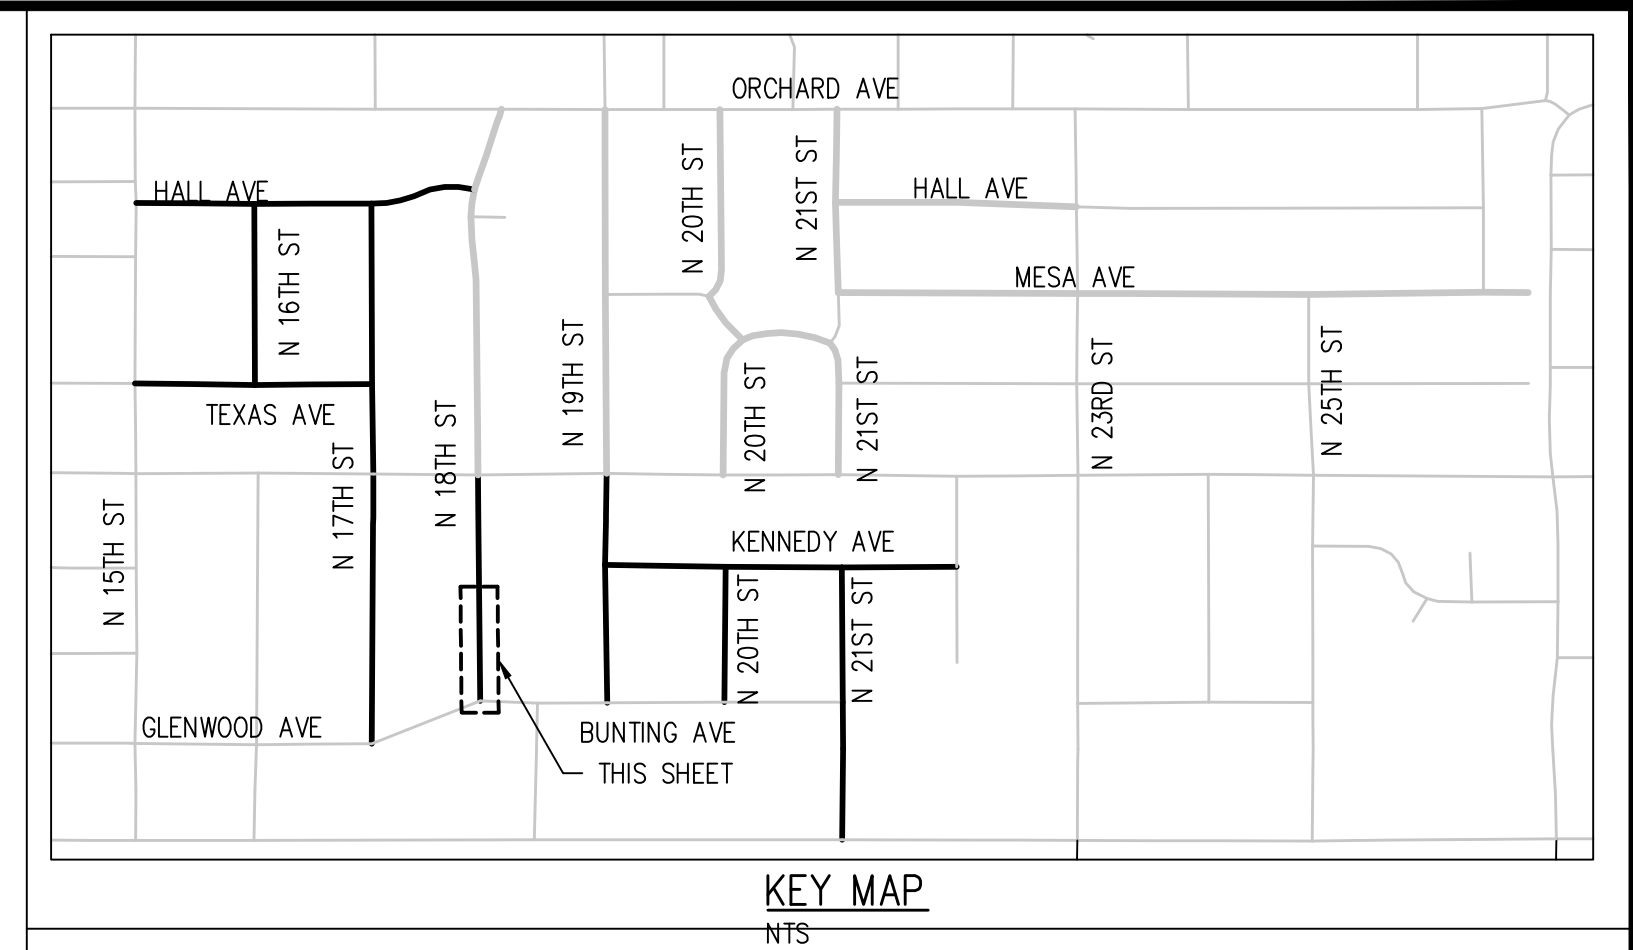 ORCHARD AVE
HALL AVE
N 16TH ST
N 20TH ST
N 21ST ST
HALL AVE
MESA AVE
TEXAS AVE
N 17TH ST
N 18TH ST
N 19TH ST
N 20TH ST
N 21ST ST
N 23RD ST
N 25TH ST
N 15TH ST
KENNEDY AVE
N 20TH ST
N 21ST ST
GLENWOOD AVE
BUNTING AVE
THIS SHEET
KEY MAP
NTS